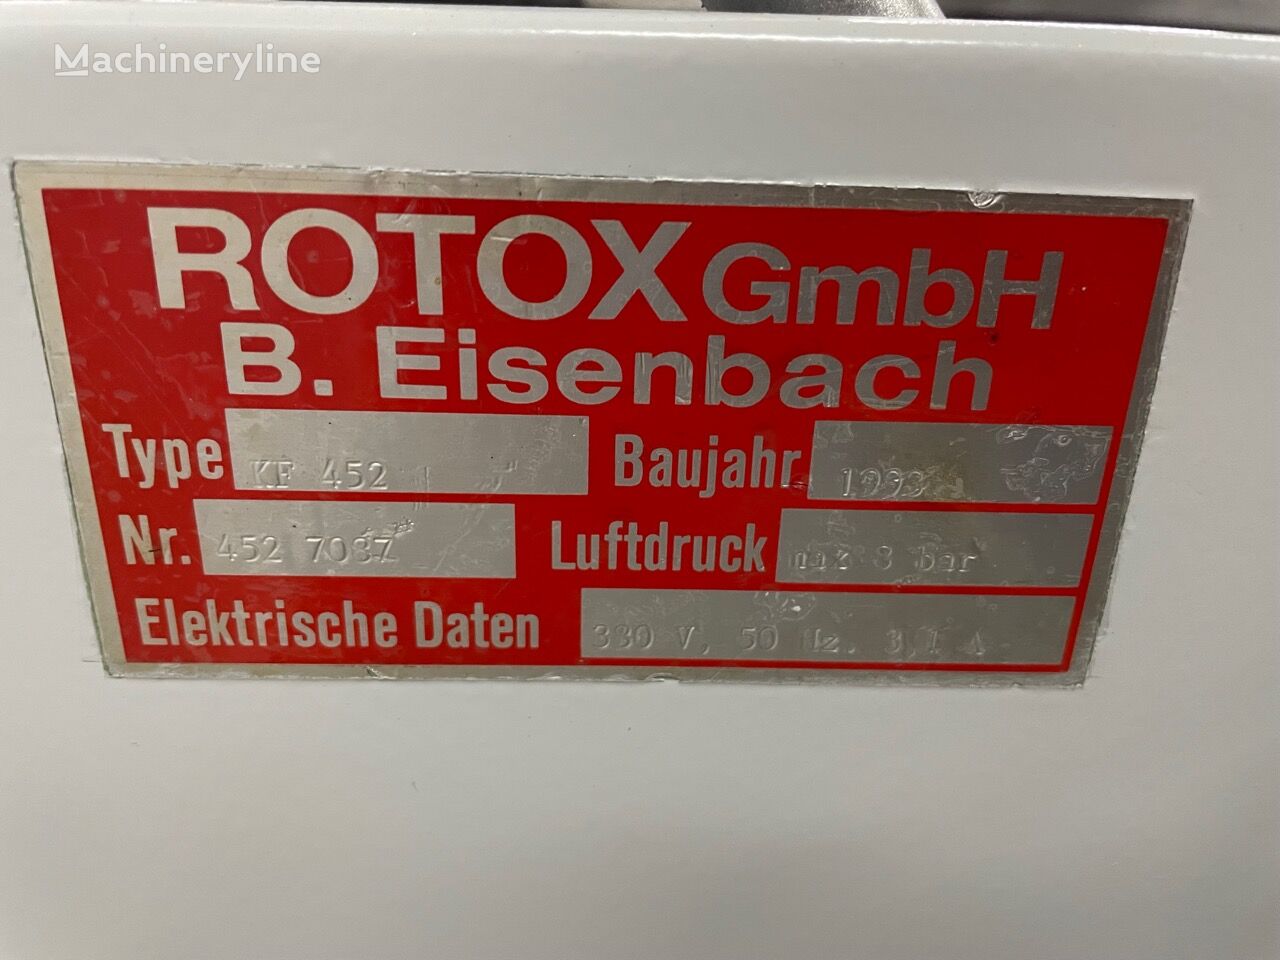 Machineryline
ROTOX GmbH
B. Eisenbach
Type KF 452 Baujahr 1993
Nr. 452 7087 Luftdruck max 8 bar
Elektrische Daten 380 V, 50 Hz. 3,1 A